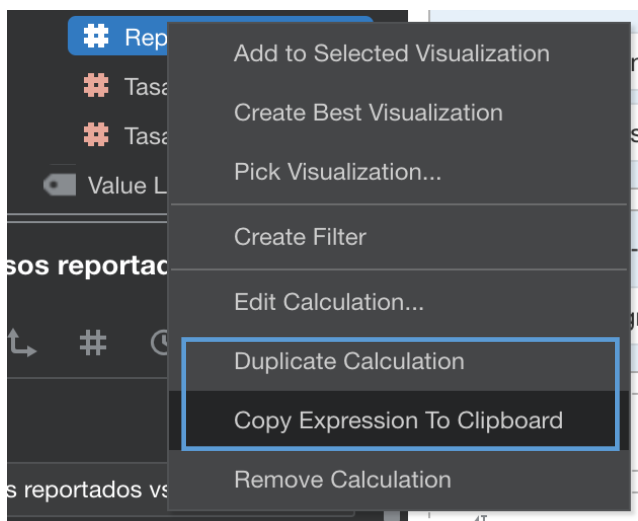 Rep
Add to Selected Visualization
Tasa
Create Best Visualization
Tasa
Pick Visualization...
Value L
Create Filter
sos reportad
Edit Calculation...
Duplicate Calculation
Copy Expression To Clipboard
Remove Calculation
s reportados vs